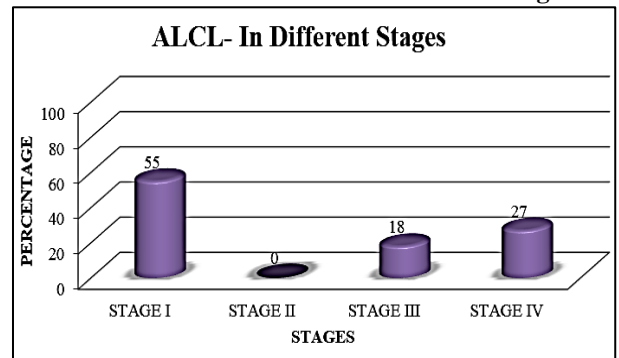 ALCL- In Different Stages
PERCENTAGE
100
80
60
40
20
0
55
0
18
27
STAGE I
STAGE II
STAGE III
STAGE IV
STAGES